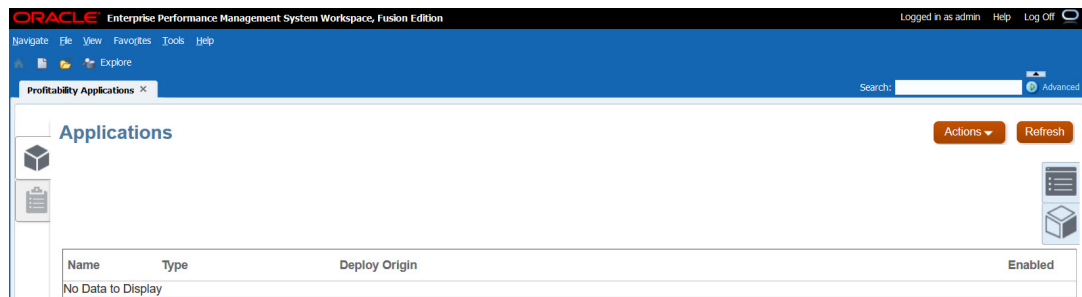 ORACLE Enterprise Performance Management System Workspace, Fusion Edition Logged in as admin Help Log Off
Navigate File View Favorites Tools Help
Explore
Profitability Applications × Search: Advanced
Applications Actions Refresh
Name Type Deploy Origin Enabled
No Data to Display